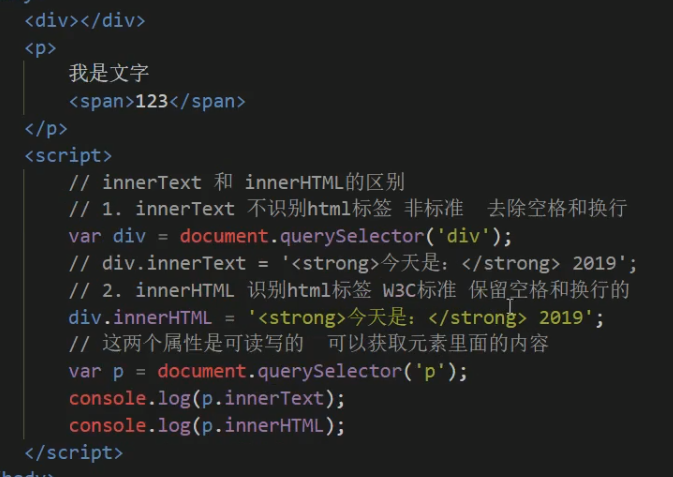 <div></div>
<p>
我是文字
<span>123</span>
</p>
<script>
// innerText 和 innerHTML的区别
// 1. innerText 不识别html标签 非标准  去除空格和换行
var div = document.querySelector('div');
// div.innerText = '<strong>今天是：</strong> 2019';
// 2. innerHTML 识别html标签 W3C标准 保留空格和换行的
div.innerHTML = '<strong>今天是：</strong> 2019';
// 这两个属性是可读写的  可以获取元素里面的内容
var p = document.querySelector('p');
console.log(p.innerText);
console.log(p.innerHTML);
</script>